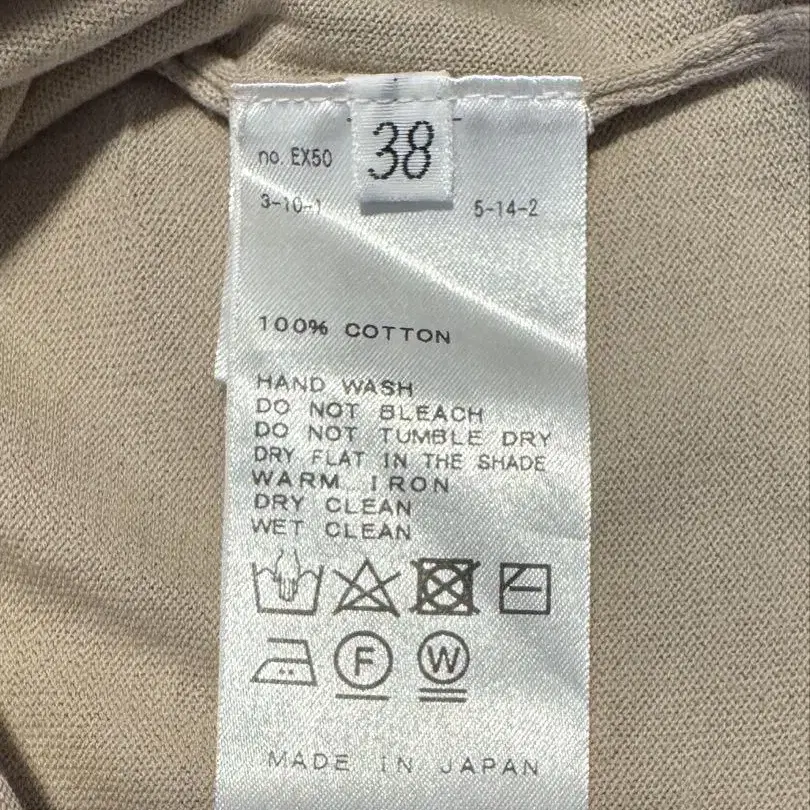 38
no. EX50
3-10-1
5-14-2
100% COTTON
HAND WASH
DO NOT BLEACH
DO NOT TUMBLE DRY
DRY FLAT IN THE SHADE
WARM IRON
DRY CLEAN
WET CLEAN
F W
MADE IN JAPAN